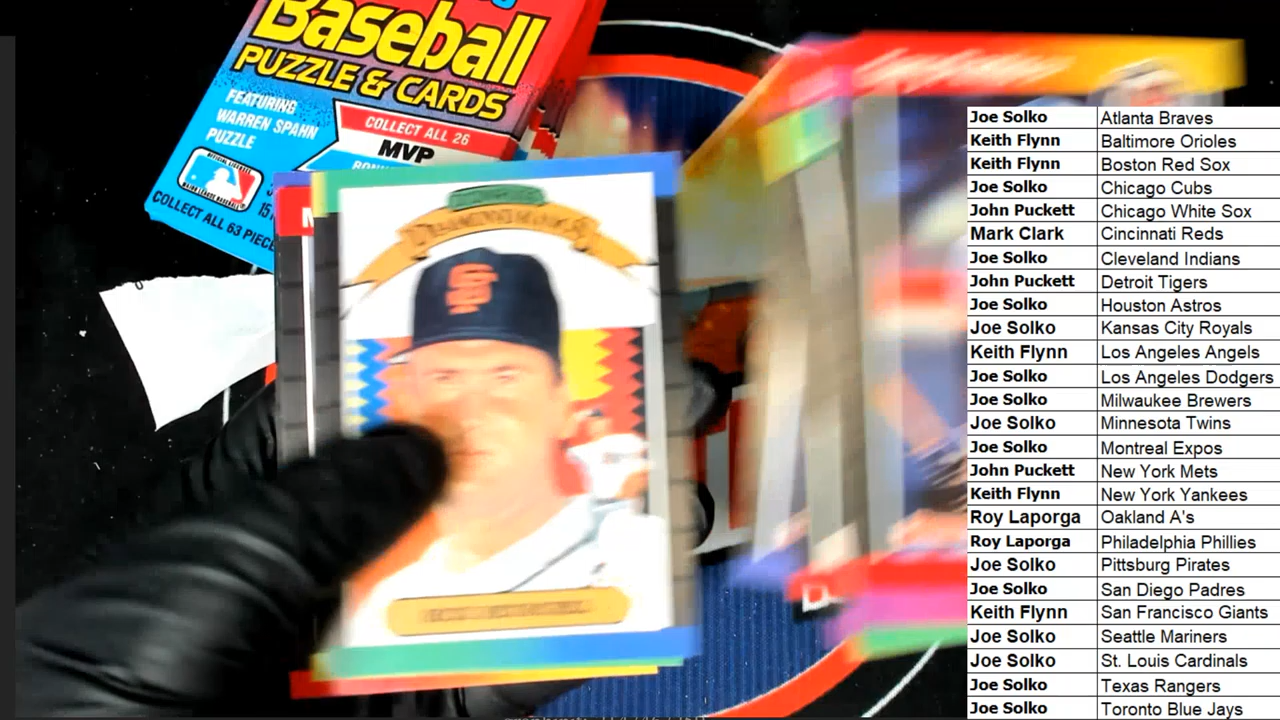 Baseball
PUZZLE & CARDS
FEATURING
WARREN SPAHN
PUZZLE
COLLECT ALL 26
MVP
COLLECT ALL 63 PIECE
DIAMOND KINGS
SF
Joe Solko Atlanta Braves
Keith Flynn Baltimore Orioles
Keith Flynn Boston Red Sox
Joe Solko Chicago Cubs
John Puckett Chicago White Sox
Mark Clark Cincinnati Reds
Joe Solko Cleveland Indians
John Puckett Detroit Tigers
Joe Solko Houston Astros
Joe Solko Kansas City Royals
Keith Flynn Los Angeles Angels
Joe Solko Los Angeles Dodgers
Joe Solko Milwaukee Brewers
Joe Solko Minnesota Twins
Joe Solko Montreal Expos
John Puckett New York Mets
Keith Flynn New York Yankees
Roy Laporga Oakland A's
Roy Laporga Philadelphia Phillies
Joe Solko Pittsburg Pirates
Joe Solko San Diego Padres
Keith Flynn San Francisco Giants
Joe Solko Seattle Mariners
Joe Solko St. Louis Cardinals
Joe Solko Texas Rangers
Joe Solko Toronto Blue Jays